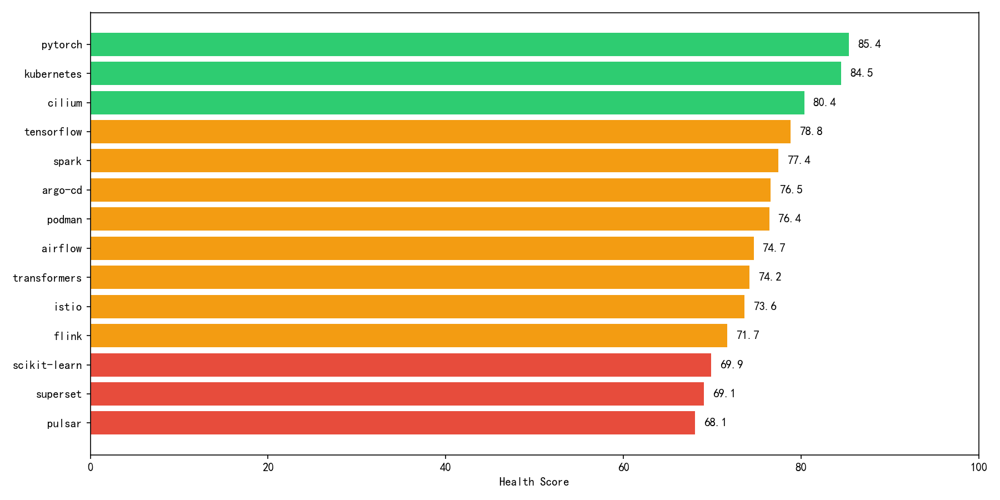 pytorch 85.4
kubernetes 84.5
cilium 80.4
tensorflow 78.8
spark 77.4
argo-cd 76.5
podman 76.4
airflow 74.7
transformers 74.2
istio 73.6
flink 71.7
scikit-learn 69.9
superset 69.1
pulsar 68.1
0 20 40 60 80 100
Health Score